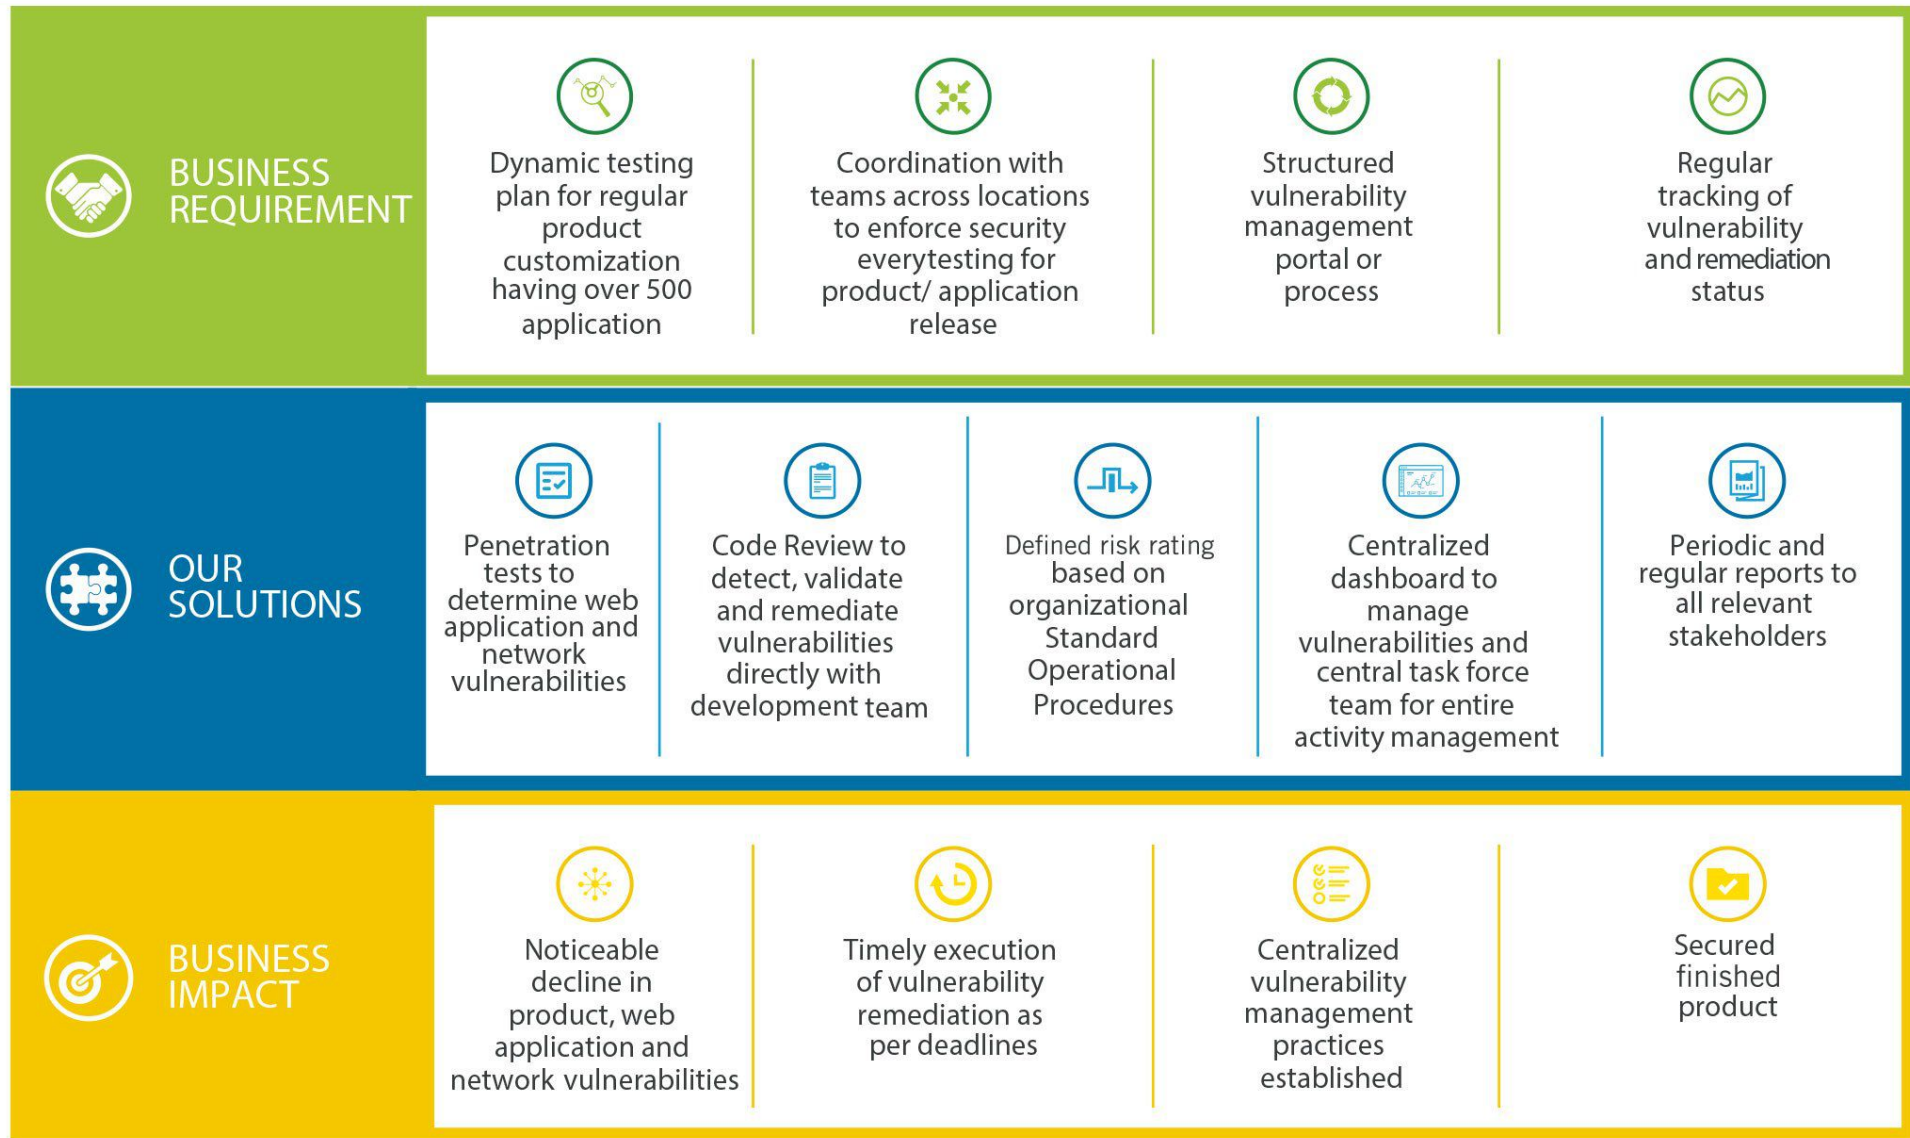 BUSINESS
REQUIREMENT
Dynamic testing
plan for regular
product
customization
having over 500
application
Coordination with
teams across locations
to enforce security
everytesting for
product/ application
release
Structured
vulnerability
management
portal or
process
Regular
tracking of
vulnerability
and remediation
status
OUR
SOLUTIONS
Penetration
tests to
determine web
application and
network
vulnerabilities
Code Review to
detect, validate
and remediate
vulnerabilities
directly with
development team
Defined risk rating
based on
organizational
Standard
Operational
Procedures
Centralized
dashboard to
manage
vulnerabilities and
central task force
team for entire
activity management
Periodic and
regular reports to
all relevant
stakeholders
BUSINESS
IMPACT
Noticeable
decline in
product, web
application and
network vulnerabilities
Timely execution
of vulnerability
remediation as
per deadlines
Centralized
vulnerability
management
practices
established
Secured
finished
product